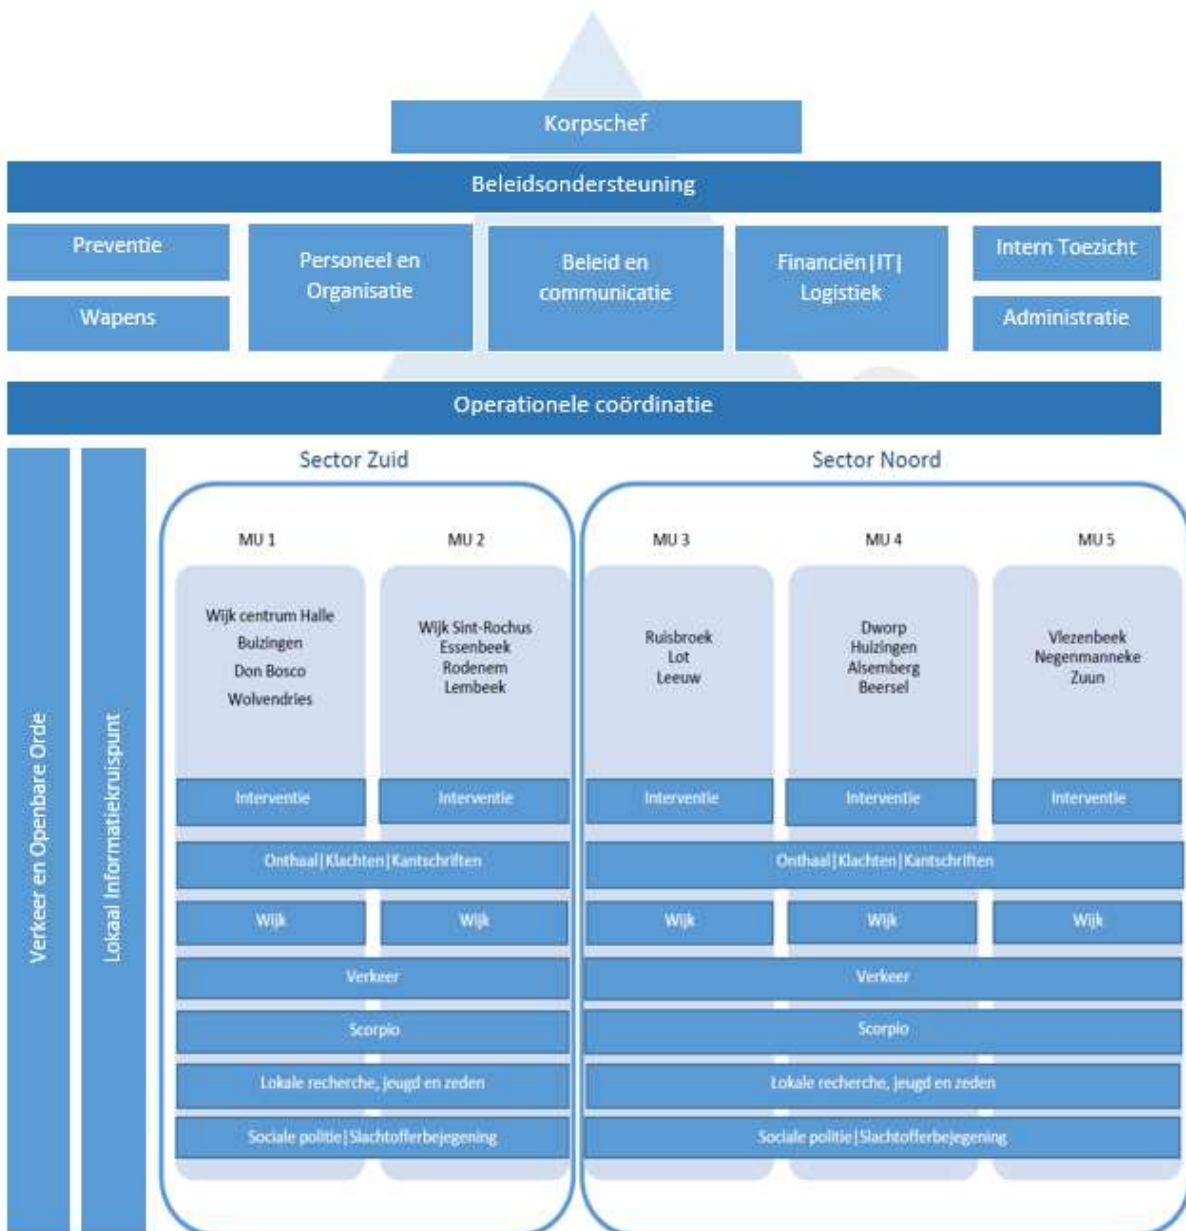 Korpschef
Beleidsondersteuning
Preventie
Wapens
Personeel en
Organisatie
Beleid en
communicatie
Financiën|IT|
Logistiek
Intern Toezicht
Administratie
Operationele coördinatie
Verkeer en Openbare Orde
Lokaal Informatiekruispunt
Sector Zuid
Sector Noord
MU 1
MU 2
MU 3
MU 4
MU 5
Wijk centrum Halle
Buizingen
Don Bosco
Wolvendries
Wijk Sint-Rochus
Essenbeek
Rodenem
Lembeek
Ruisbroek
Lot
Leeuw
Dworp
Huizingen
Alsemberg
Beersel
Vlezenbeek
Negenmanneke
Zuun
Interventie
Interventie
Interventie
Interventie
Interventie
Onthaal|Klachten|Kantschriften
Onthaal|Klachten|Kantschriften
Wijk
Wijk
Wijk
Wijk
Wijk
Verkeer
Verkeer
Scorpio
Scorpio
Lokale recherche, jeugd en zeden
Lokale recherche, jeugd en zeden
Sociale politie|Slachtofferbejegening
Sociale politie|Slachtofferbejegening